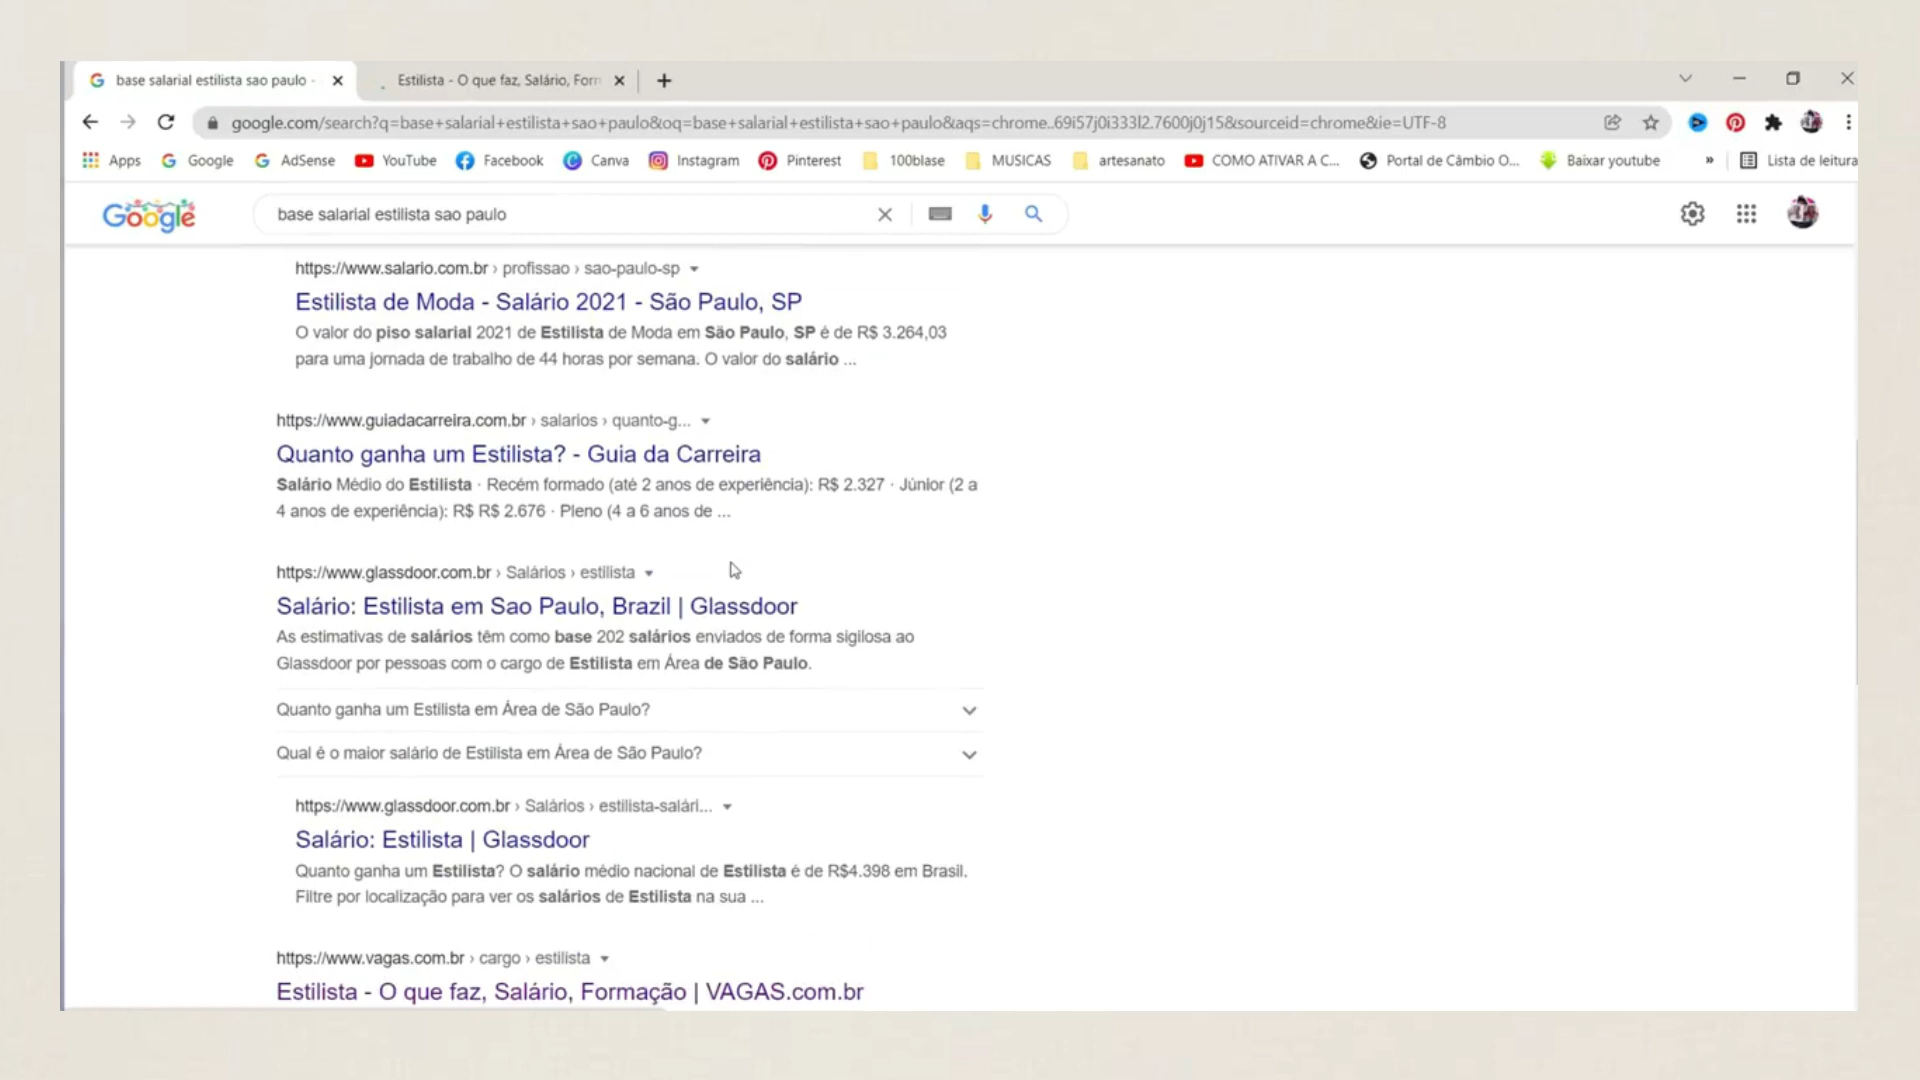 base salarial estilista sao paulo -
Estilista - O que faz, Salário, Forn
google.com/search?q=base+salarial+estilista+sao+paulo&oq=base+salarial+estilista+sao+paulo&aqs=chrome..69i57j0i333l2.7600j0j15&sourceid=chrome&ie=UTF-8
Apps Google AdSense YouTube Facebook Canva Instagram Pinterest 100blase MUSICAS artesanato COMO ATIVAR A C... Portal de Câmbio O... Baixar youtube » Lista de leitura
Google
base salarial estilista sao paulo
https://www.salario.com.br › profissao › sao-paulo-sp
Estilista de Moda - Salário 2021 - São Paulo, SP
O valor do piso salarial 2021 de Estilista de Moda em São Paulo, SP é de R$ 3.264,03
para uma jornada de trabalho de 44 horas por semana. O valor do salário ...
https://www.guiadacarreira.com.br › salarios › quanto-g...
Quanto ganha um Estilista? - Guia da Carreira
Salário Médio do Estilista · Recém formado (até 2 anos de experiência): R$ 2.327 · Júnior (2 a
4 anos de experiência): R$ R$ 2.676 · Pleno (4 a 6 anos de ...
https://www.glassdoor.com.br › Salários › estilista
Salário: Estilista em Sao Paulo, Brazil | Glassdoor
As estimativas de salários têm como base 202 salários enviados de forma sigilosa ao
Glassdoor por pessoas com o cargo de Estilista em Área de São Paulo.
Quanto ganha um Estilista em Área de São Paulo?
Qual é o maior salário de Estilista em Área de São Paulo?
https://www.glassdoor.com.br › Salários › estilista-salári...
Salário: Estilista | Glassdoor
Quanto ganha um Estilista? O salário médio nacional de Estilista é de R$4.398 em Brasil.
Filtre por localização para ver os salários de Estilista na sua ...
https://www.vagas.com.br › cargo › estilista
Estilista - O que faz, Salário, Formação | VAGAS.com.br